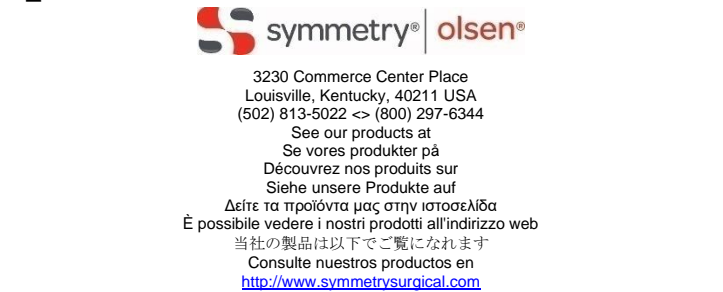 symmetry® olsen®
3230 Commerce Center Place
Louisville, Kentucky, 40211 USA
(502) 813-5022 <> (800) 297-6344
See our products at
Se vores produkter på
Découvrez nos produits sur
Siehe unsere Produkte auf
Δείτε τα προϊόντα μας στην ιστοσελίδα
È possibile vedere i nostri prodotti all'indirizzo web
当社の製品は以下でご覧になれます
Consulte nuestros productos en
http://www.symmetrysurgical.com